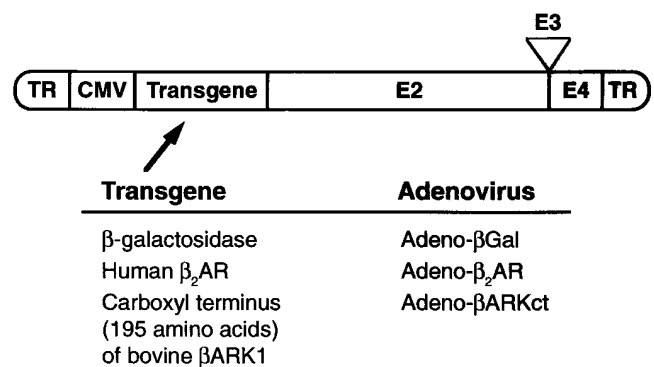 E3
TR CMV Transgene E2 E4 TR
Transgene Adenovirus
β-galactosidase Adeno-βGal
Human β₂AR Adeno-β₂AR
Carboxyl terminus Adeno-βARKct
(195 amino acids)
of bovine βARK1